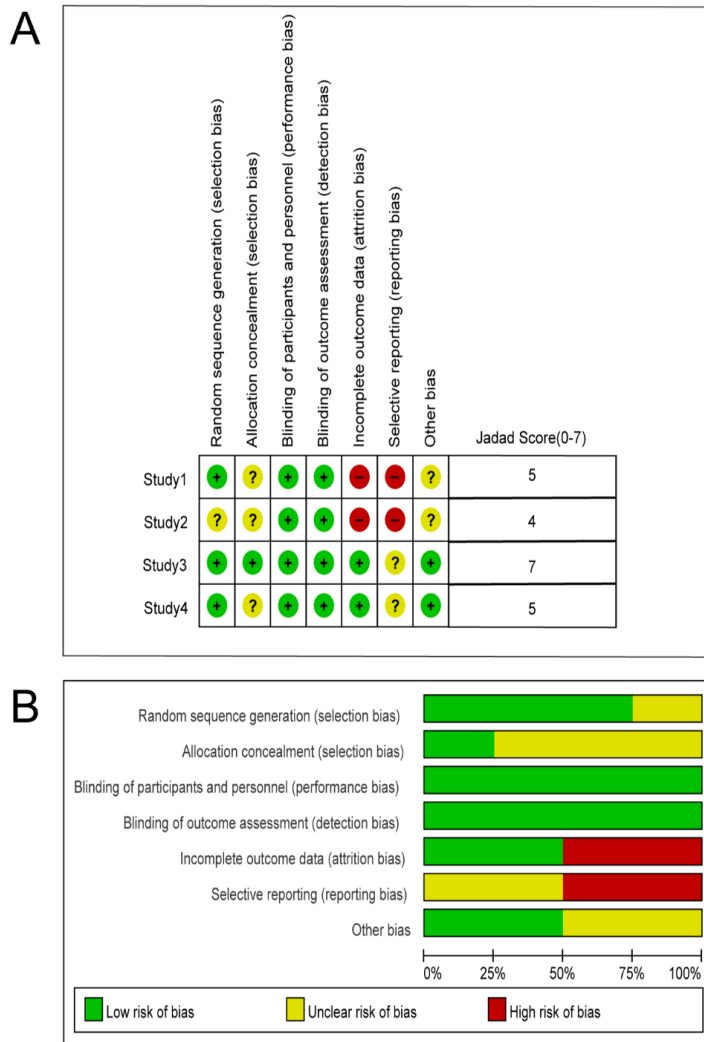 A
Random sequence generation (selection bias)
Allocation concealment (selection bias)
Blinding of participants and personnel (performance bias)
Blinding of outcome assessment (detection bias)
Incomplete outcome data (attrition bias)
Selective reporting (reporting bias)
Other bias
Jadad Score(0-7)
Study1 + ? + + − − ? 5
Study2 ? ? + + − − ? 4
Study3 + + + + + ? + 7
Study4 + ? + + + ? + 5
B
Random sequence generation (selection bias)
Allocation concealment (selection bias)
Blinding of participants and personnel (performance bias)
Blinding of outcome assessment (detection bias)
Incomplete outcome data (attrition bias)
Selective reporting (reporting bias)
Other bias
0% 25% 50% 75% 100%
Low risk of bias Unclear risk of bias High risk of bias